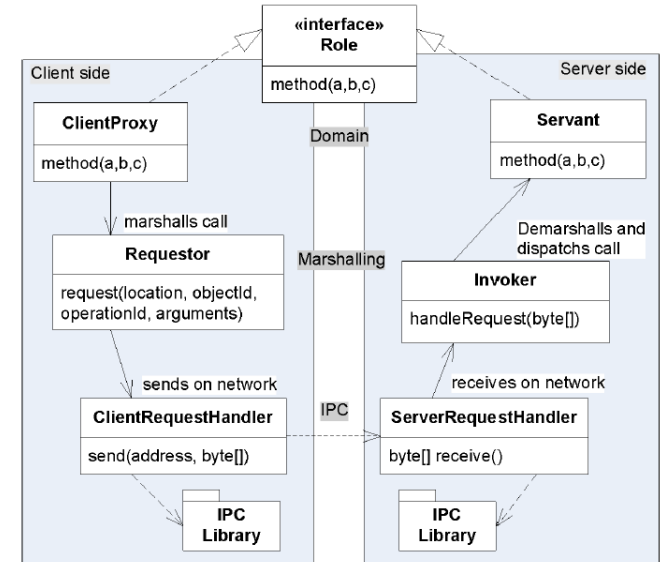 «interface»
Role
method(a,b,c)
Client side
Server side
ClientProxy
method(a,b,c)
Domain
Servant
method(a,b,c)
marshalls call
Requestor
request(location, objectId,
operationId, arguments)
Marshalling
Demarshalls and
dispatchs call
Invoker
handleRequest(byte[])
sends on network
receives on network
ClientRequestHandler
send(address, byte[])
IPC
ServerRequestHandler
byte[] receive()
IPC
Library
IPC
Library